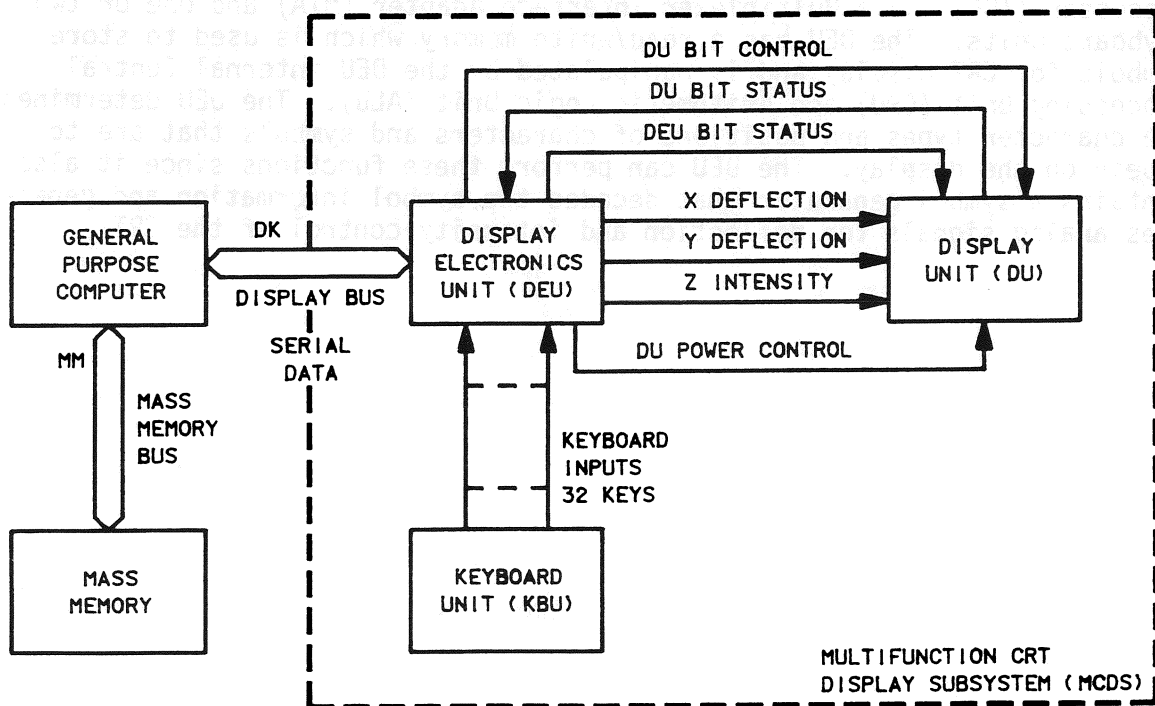 DU BIT CONTROL
DU BIT STATUS
DEU BIT STATUS
X DEFLECTION
Y DEFLECTION
Z INTENSITY
DU POWER CONTROL
GENERAL
PURPOSE
COMPUTER
DK
DISPLAY BUS
SERIAL
DATA
DISPLAY
ELECTRONICS
UNIT (DEU)
DISPLAY
UNIT (DU)
MM
MASS
MEMORY
BUS
KEYBOARD
INPUTS
32 KEYS
MASS
MEMORY
KEYBOARD
UNIT (KBU)
MULTIFUNCTION CRT
DISPLAY SUBSYSTEM (MCDS)